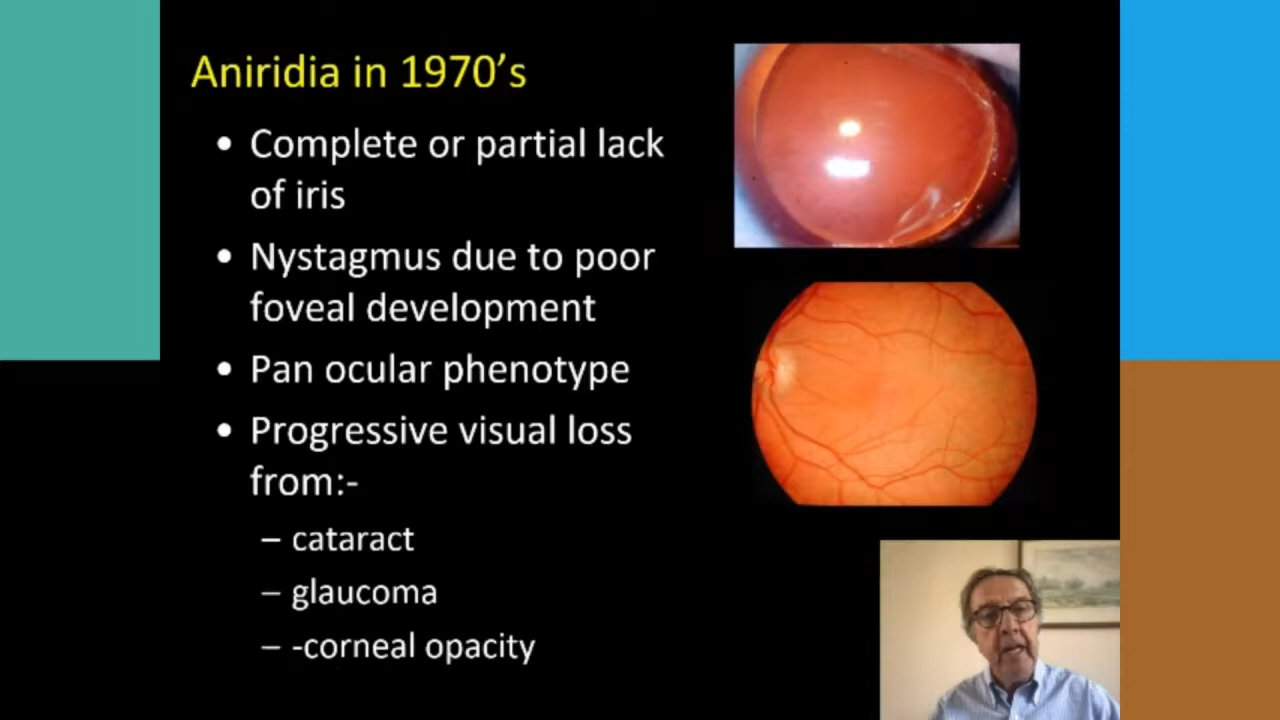 Aniridia in 1970's
• Complete or partial lack
of iris
• Nystagmus due to poor
foveal development
• Pan ocular phenotype
• Progressive visual loss
from:-
– cataract
– glaucoma
– -corneal opacity